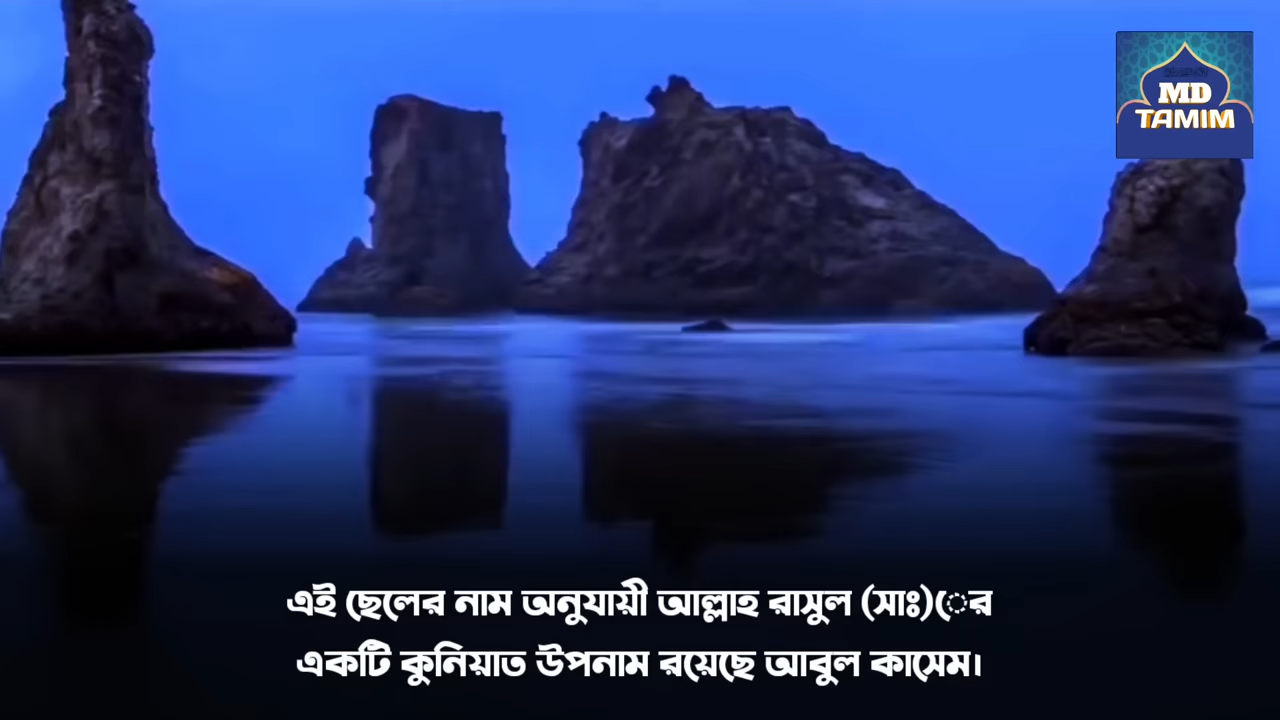 MD
TAMIM
এই ছেলের নাম অনুযায়ী আল্লাহ রাসুল (সাঃ)ের
একটি কুনিয়াত উপনাম রয়েছে আবুল কাসেম।